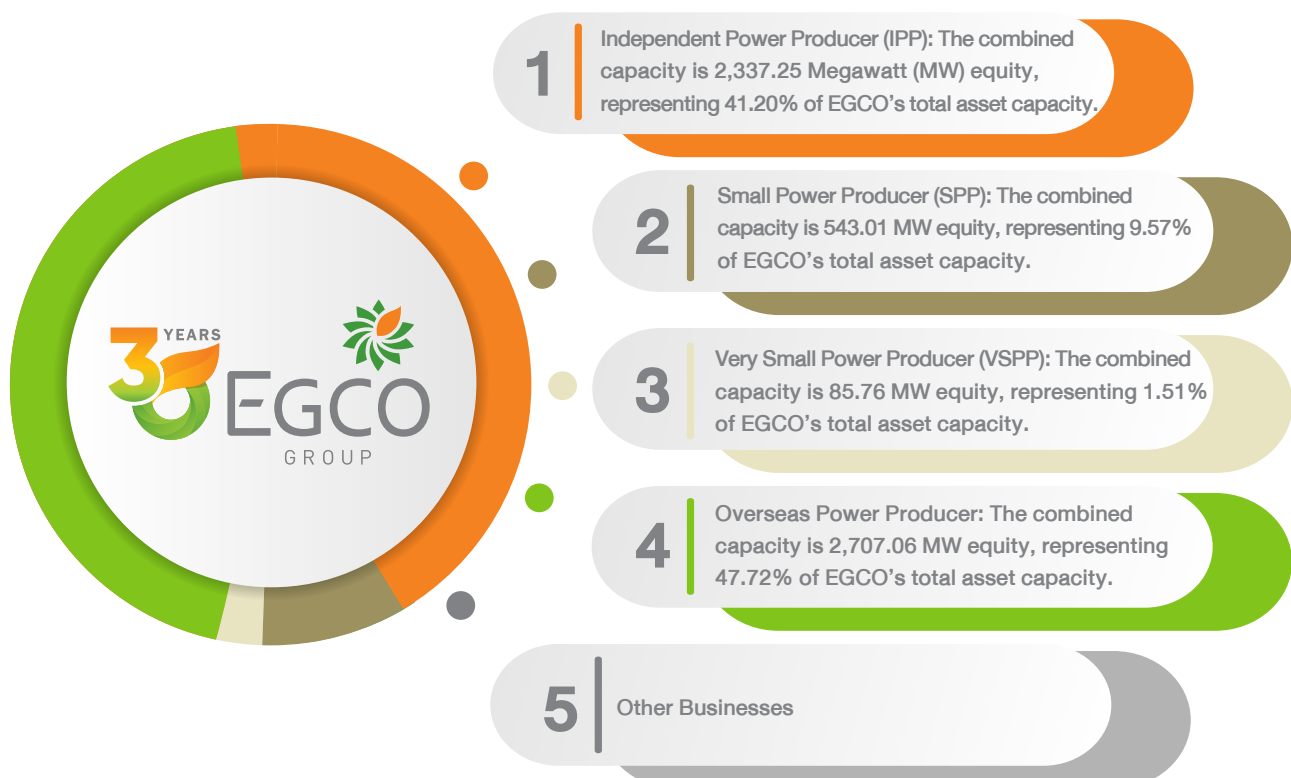 30 YEARS
EGCO
GROUP
1
Independent Power Producer (IPP): The combined
capacity is 2,337.25 Megawatt (MW) equity,
representing 41.20% of EGCO’s total asset capacity.
2
Small Power Producer (SPP): The combined
capacity is 543.01 MW equity, representing 9.57%
of EGCO’s total asset capacity.
3
Very Small Power Producer (VSPP): The combined
capacity is 85.76 MW equity, representing 1.51%
of EGCO’s total asset capacity.
4
Overseas Power Producer: The combined
capacity is 2,707.06 MW equity, representing
47.72% of EGCO’s total asset capacity.
5
Other Businesses